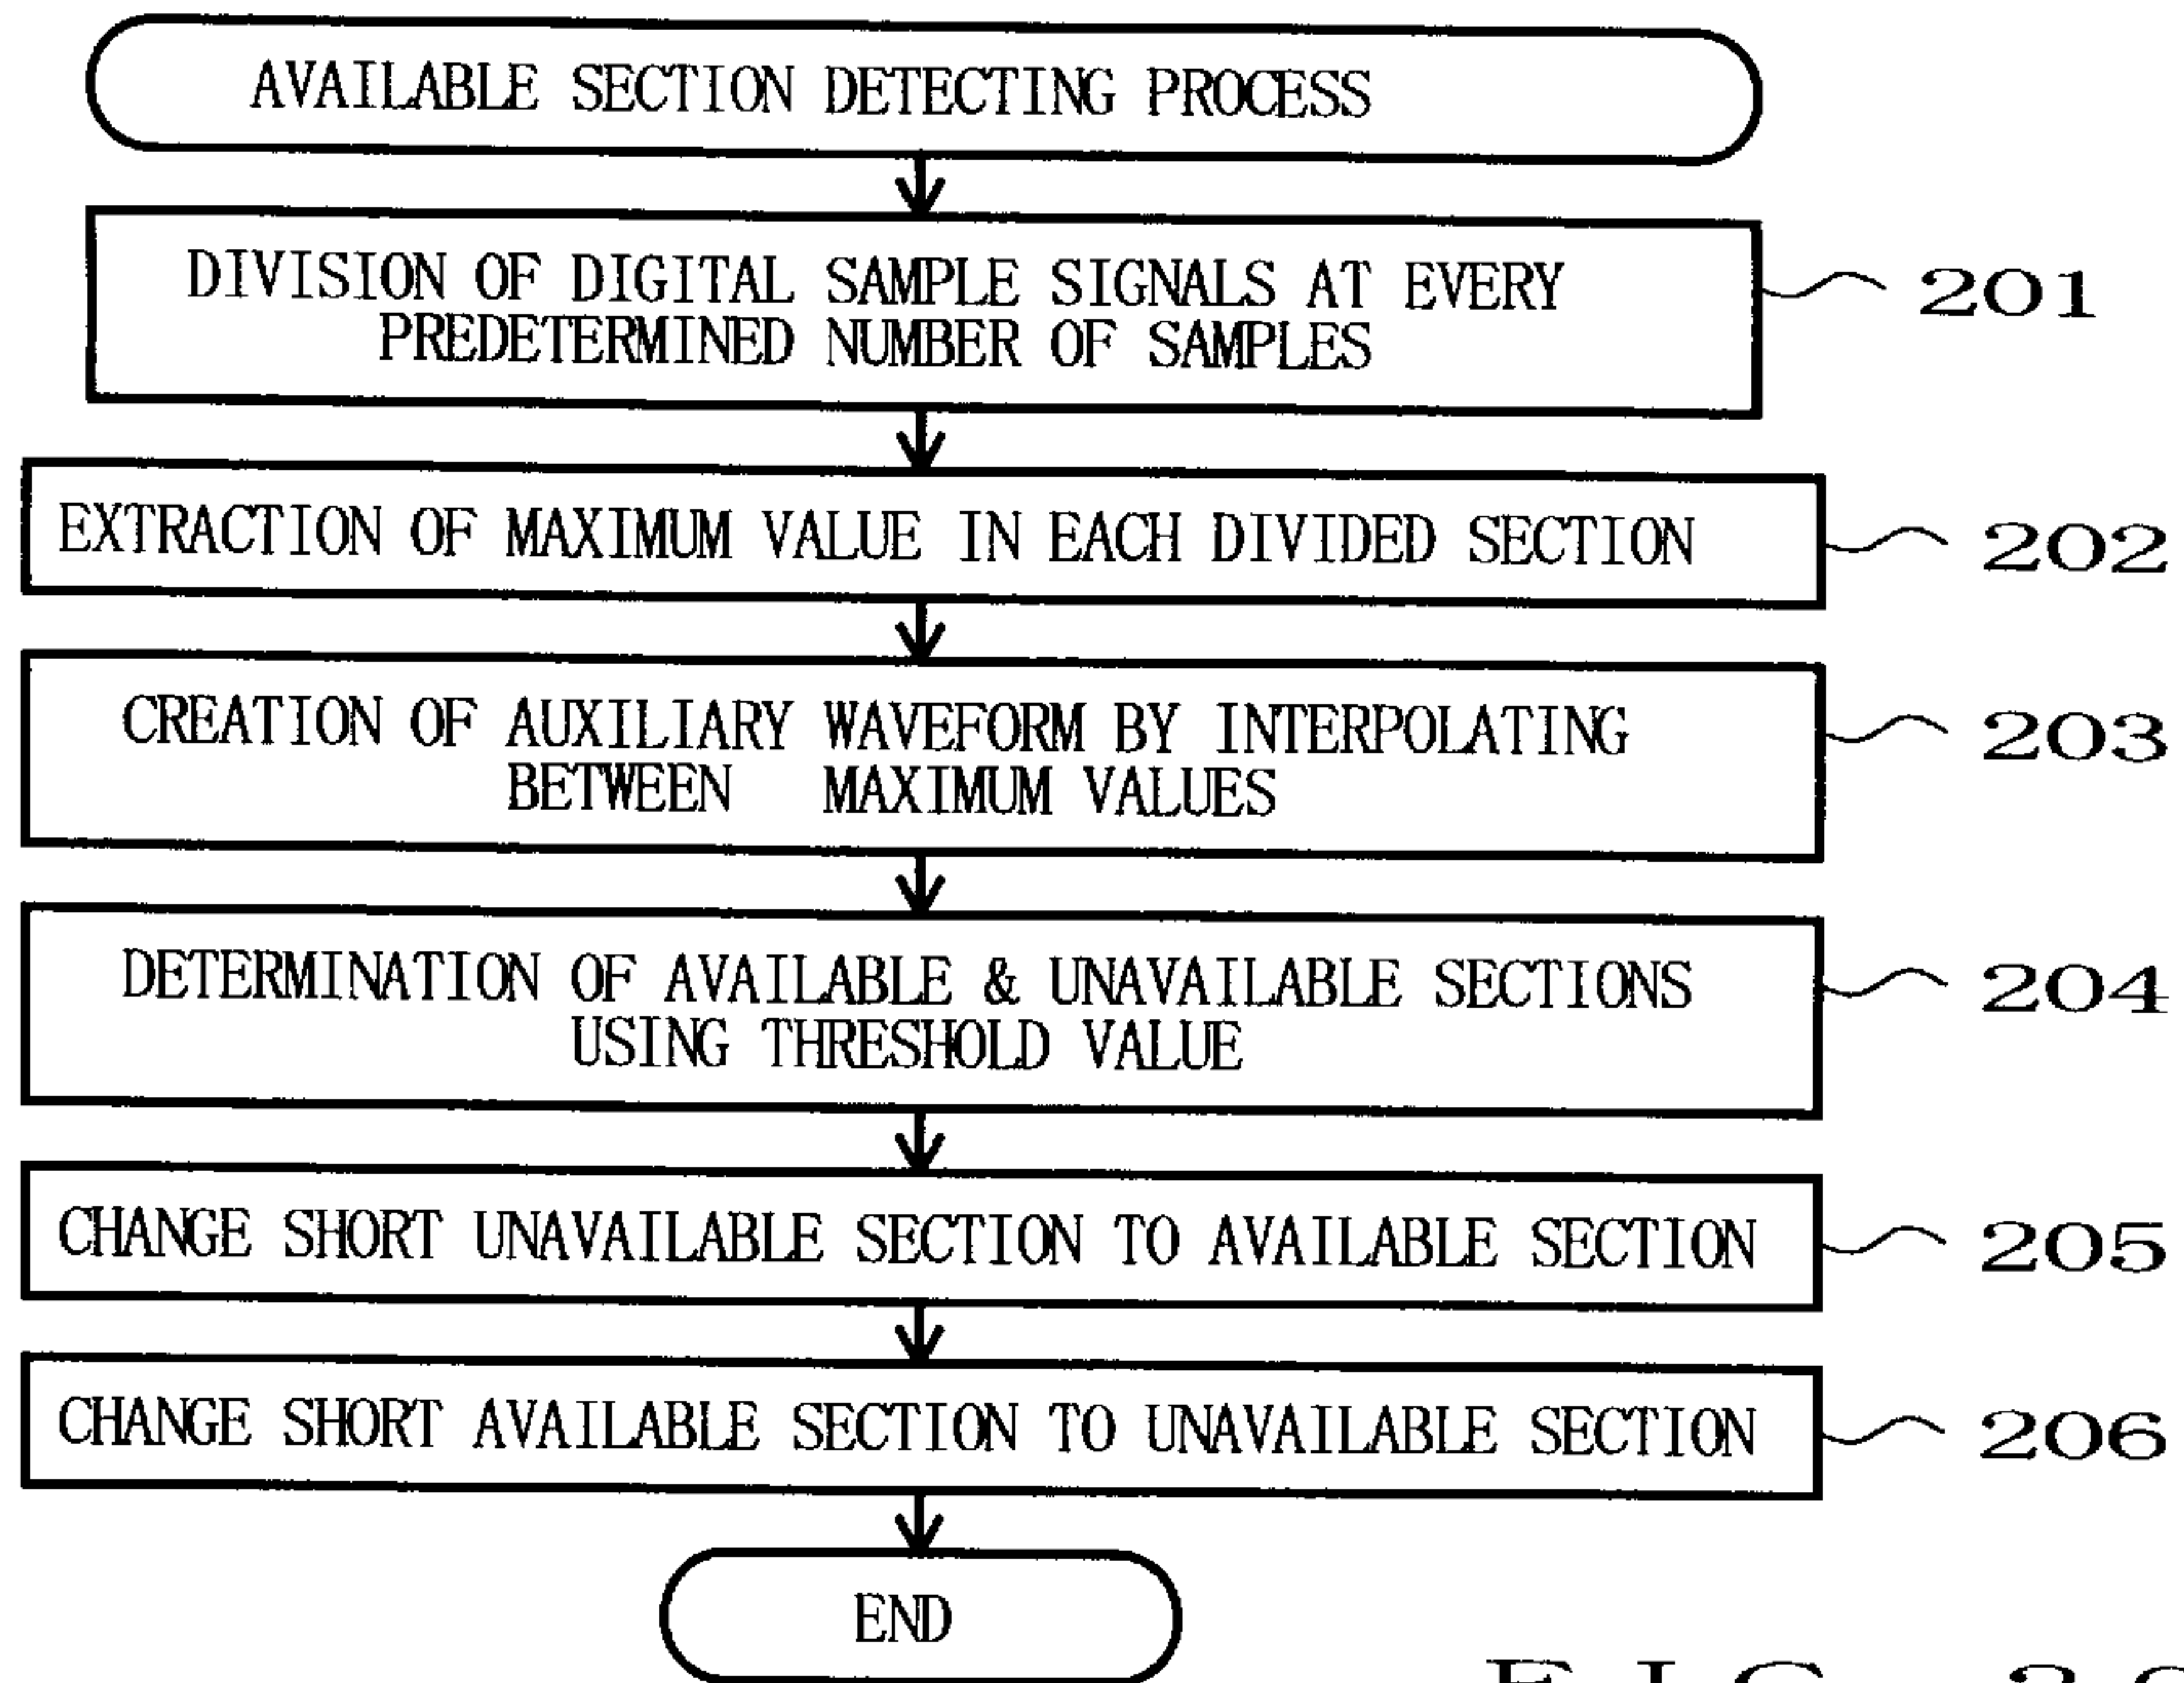 AVAILABLE SECTION DETECTING PROCESS
DIVISION OF DIGITAL SAMPLE SIGNALS AT EVERY
PREDETERMINED NUMBER OF SAMPLES
201
EXTRACTION OF MAXIMUM VALUE IN EACH DIVIDED SECTION
202
CREATION OF AUXILIARY WAVEFORM BY INTERPOLATING
BETWEEN MAXIMUM VALUES
203
DETERMINATION OF AVAILABLE & UNAVAILABLE SECTIONS
USING THRESHOLD VALUE
204
CHANGE SHORT UNAVAILABLE SECTION TO AVAILABLE SECTION
205
CHANGE SHORT AVAILABLE SECTION TO UNAVAILABLE SECTION
206
END